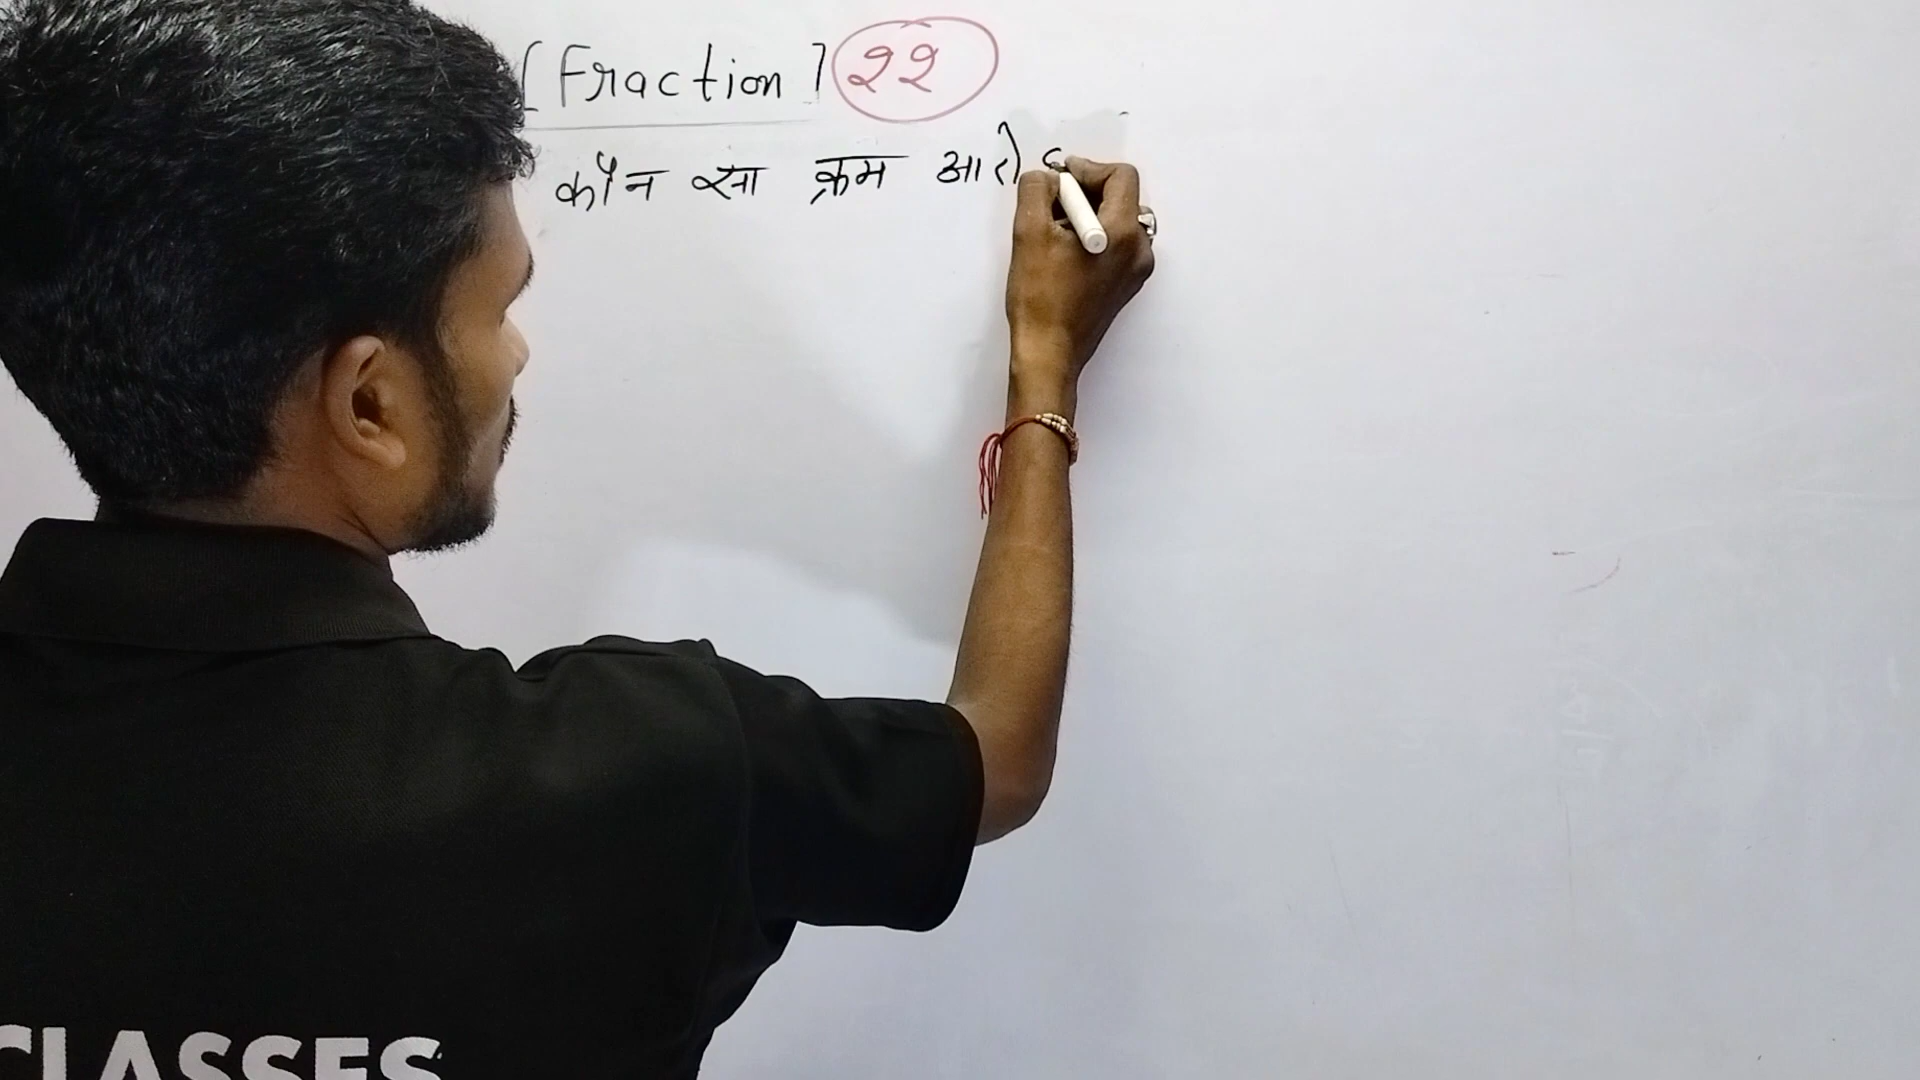 [Fraction] २२
कौन सा क्रम आरो
CLASSES